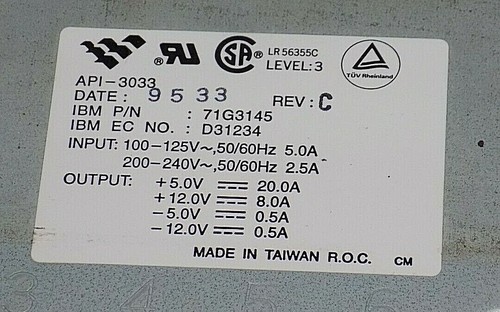 LR 56355C
LEVEL: 3
TÜV Rheinland
API-3033
DATE: 9533 REV: C
IBM P/N : 71G3145
IBM EC NO. : D31234
INPUT: 100-125V~,50/60Hz 5.0A
200-240V~,50/60Hz 2.5A
OUTPUT: +5.0V 20.0A
+12.0V 8.0A
-5.0V 0.5A
-12.0V 0.5A
MADE IN TAIWAN R.O.C. CM